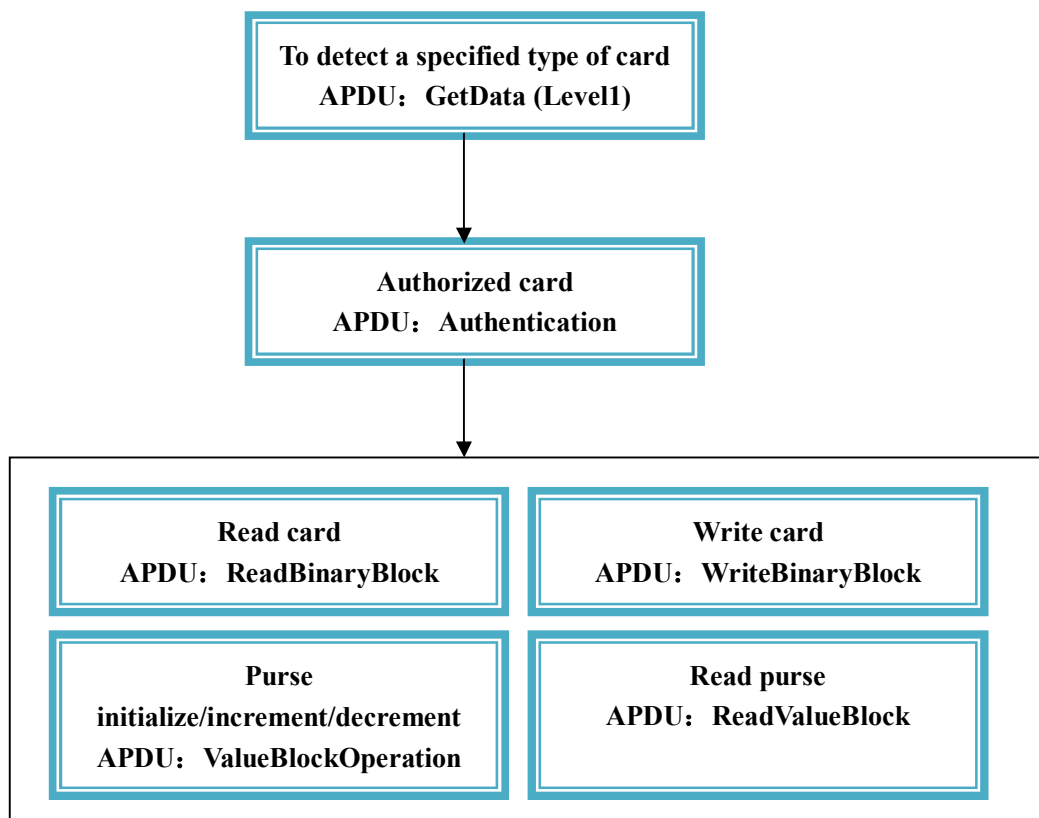 To detect a specified type of card
APDU：GetData (Level1)
Authorized card
APDU：Authentication
Read card
APDU：ReadBinaryBlock
Write card
APDU：WriteBinaryBlock
Purse
initialize/increment/decrement
APDU：ValueBlockOperation
Read purse
APDU：ReadValueBlock